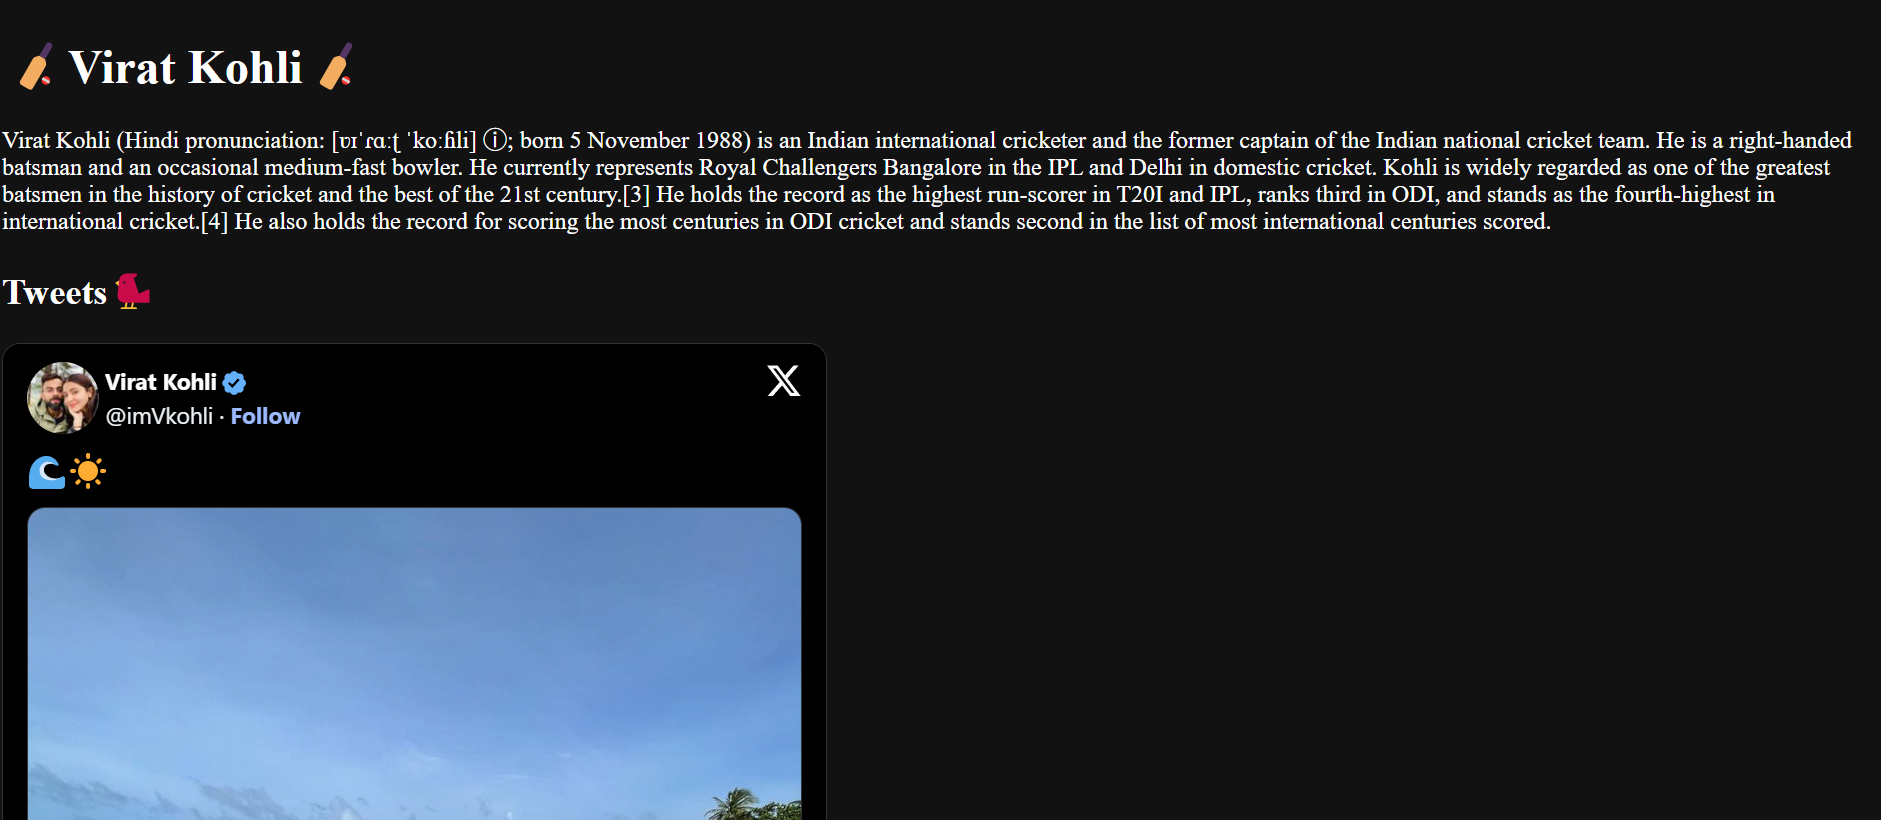 Virat Kohli
Virat Kohli (Hindi pronunciation: [ʋɪˈɾɑːʈ ˈkoːɦli] ⓘ; born 5 November 1988) is an Indian international cricketer and the former captain of the Indian national cricket team. He is a right-handed
batsman and an occasional medium-fast bowler. He currently represents Royal Challengers Bangalore in the IPL and Delhi in domestic cricket. Kohli is widely regarded as one of the greatest
batsmen in the history of cricket and the best of the 21st century.[3] He holds the record as the highest run-scorer in T20I and IPL, ranks third in ODI, and stands as the fourth-highest in
international cricket.[4] He also holds the record for scoring the most centuries in ODI cricket and stands second in the list of most international centuries scored.
Tweets
Virat Kohli
@imVkohli · Follow